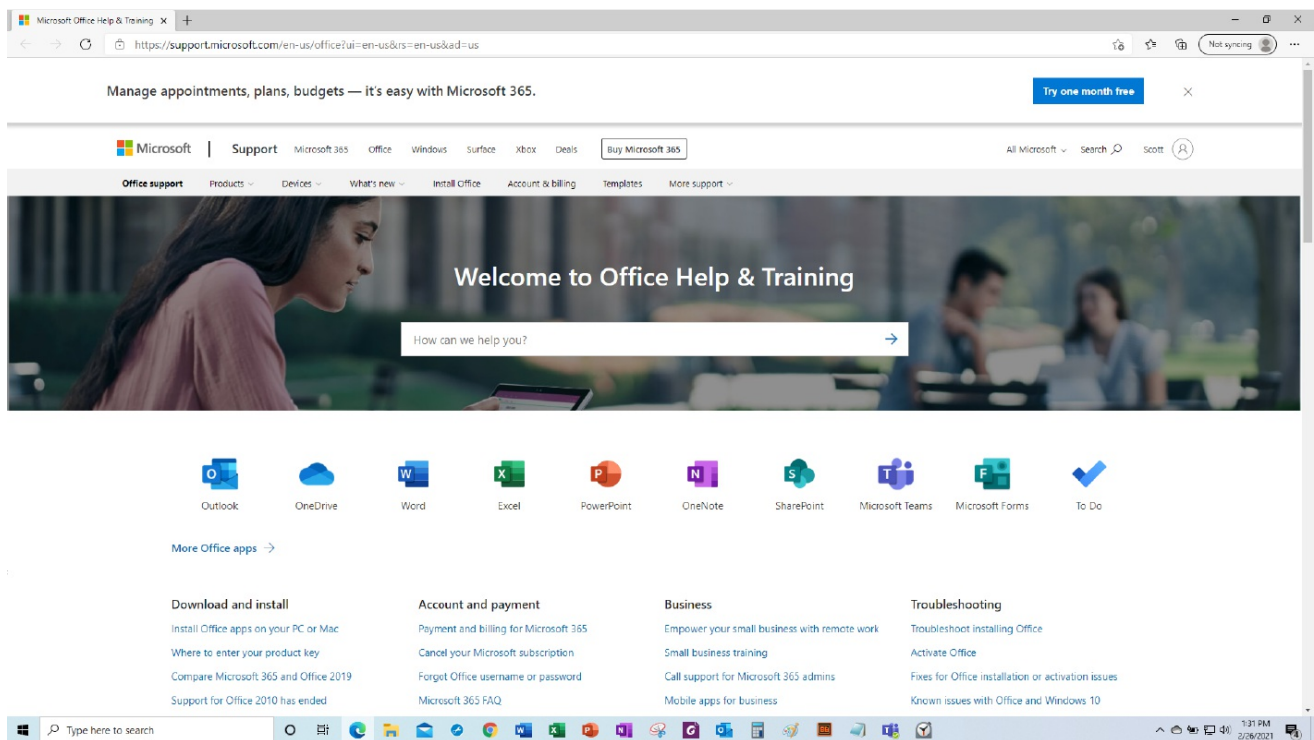 Microsoft Office Help & Training
https://support.microsoft.com/en-us/office?ui=en-us&rs=en-us&ad=us
Not syncing
Manage appointments, plans, budgets — it's easy with Microsoft 365.
Try one month free
Microsoft | Support Microsoft 365 Office Windows Surface Xbox Deals Buy Microsoft 365 All Microsoft Search Scott
Office support Products Devices What's new Install Office Account & billing Templates More support
Welcome to Office Help & Training
How can we help you?
Outlook OneDrive Word Excel PowerPoint OneNote SharePoint Microsoft Teams Microsoft Forms To Do
More Office apps
Download and install
Install Office apps on your PC or Mac
Where to enter your product key
Compare Microsoft 365 and Office 2019
Support for Office 2010 has ended
Account and payment
Payment and billing for Microsoft 365
Cancel your Microsoft subscription
Forgot Office username or password
Microsoft 365 FAQ
Business
Empower your small business with remote work
Small business training
Call support for Microsoft 365 admins
Mobile apps for business
Troubleshooting
Troubleshoot installing Office
Activate Office
Fixes for Office installation or activation issues
Known issues with Office and Windows 10
Type here to search
1:31 PM
2/26/2021